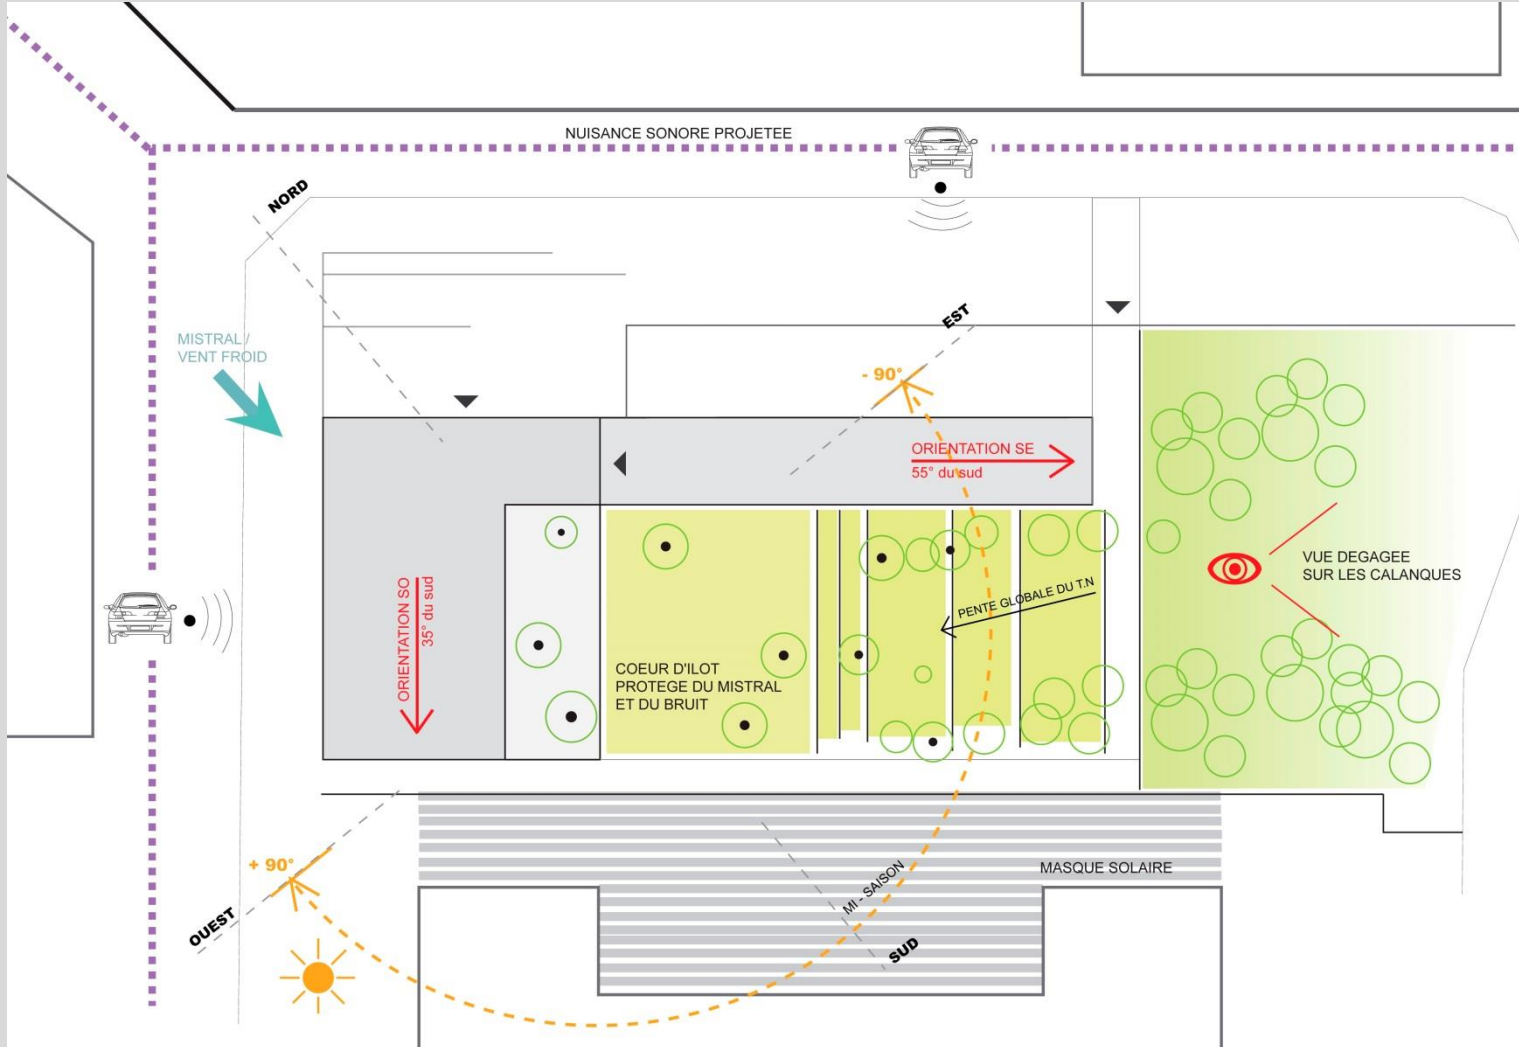 NUISANCE SONORE PROJETEE
NORD
MISTRAL /
VENT FROID
EST
- 90°
ORIENTATION SE
55° du sud
VUE DEGAGEE
SUR LES CALANQUES
ORIENTATION SO
35° du sud
PENTE GLOBALE DU T.N
COEUR D'ILOT
PROTEGE DU MISTRAL
ET DU BRUIT
+ 90°
MASQUE SOLAIRE
MI - SAISON
OUEST
SUD